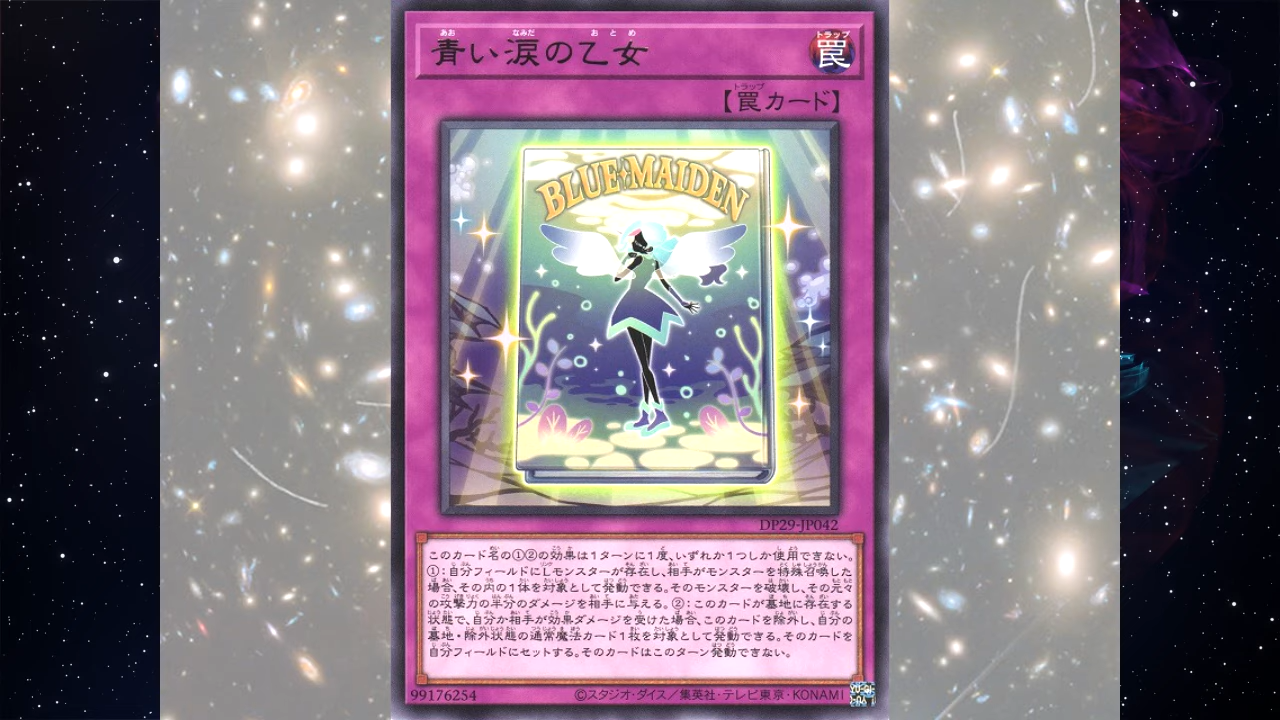 青い涙の乙女
罠
【罠カード】
BLUE MAIDEN
DP29-JP042
このカード名の①②の効果は1ターンに1度、いずれか1つしか使用できない。
①:自分フィールドにLモンスターが存在し、相手がモンスターを特殊召喚した
場合、その内の1体を対象として発動できる。そのモンスターを破壊し、その元々
の攻撃力の半分のダメージを相手に与える。②:このカードが墓地に存在する
状態で、自分か相手が効果ダメージを受けた場合、このカードを除外し、自分の
墓地・除外状態の通常魔法カード1枚を対象として発動できる。そのカードを
自分フィールドにセットする。そのカードはこのターン発動できない。
99176254 ©スタジオ・ダイス/集英社・テレビ東京・KONAMI